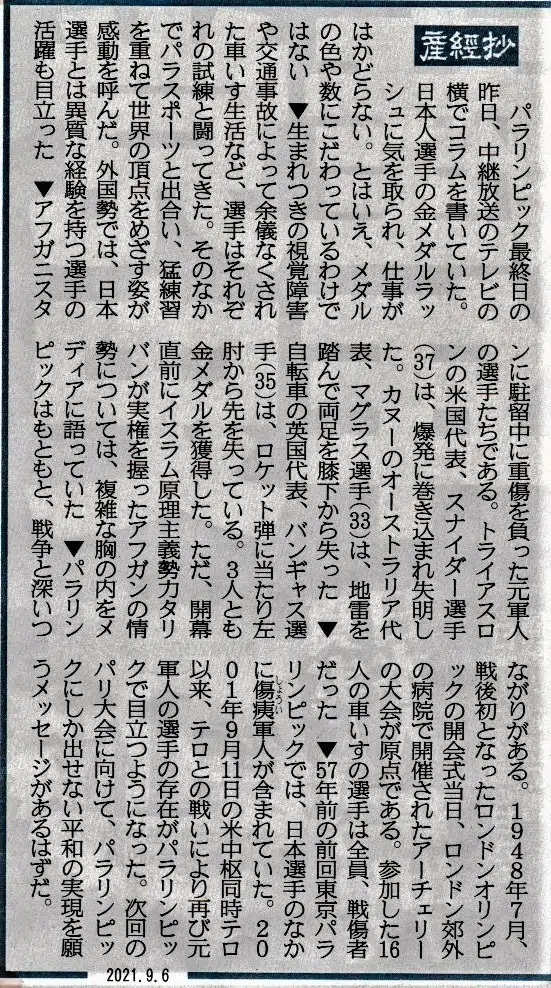 産經抄
パラリンピック最終日の
昨日、中継放送のテレビの
横でコラムを書いていた。
日本人選手の金メダルラッ
シュに気を取られ、仕事が
はかどらない。とはいえ、メダル
の色や数にこだわっているわけで
はない　▼生まれつきの視覚障害
や交通事故によって余儀なくされ
た車いす生活など、選手はそれぞ
れの試練と闘ってきた。そのなか
でパラスポーツと出合い、猛練習
を重ねて世界の頂点をめざす姿が
感動を呼んだ。外国勢では、日本
選手とは異質な経験を持つ選手の
活躍も目立った　▼アフガニスタ
ンに駐留中に重傷を負った元軍人
の選手たちである。トライアスロ
ンの米国代表、スナイダー選手
(37)は、爆発に巻き込まれ失明し
た。カヌーのオーストラリア代
表、マグラス選手(33)は、地雷を
踏んで両足を膝下から失った　▼
自転車の英国代表、バンギャス選
手(35)は、ロケット弾に当たり左
肘から先を失っている。3人とも
金メダルを獲得した。ただ、開幕
直前にイスラム原理主義勢力タリ
バンが実権を握ったアフガンの情
勢については、複雑な胸の内をメ
ディアに語っていた　▼パラリン
ピックはもともと、戦争と深いつ
ながりがある。1948年7月、
戦後初となったロンドンオリンピ
ックの開会式当日、ロンドン郊外
の病院で開催されたアーチェリー
の大会が原点である。参加した16
人の車いすの選手は全員、戦傷者
だった　▼57年前の前回東京パラ
リンピックでは、日本選手のなか
に傷痍軍人が含まれていた。20
01年9月11日の米中枢同時テロ
以来、テロとの戦いにより再び元
軍人の選手の存在がパラリンピッ
クで目立つようになった。次回の
パリ大会に向けて、パラリンピッ
クにしか出せない平和の実現を願
うメッセージがあるはずだ。
2021.9.6